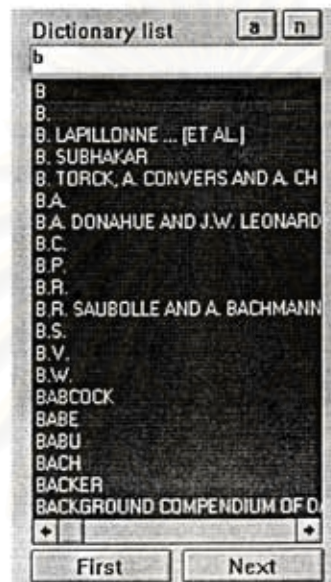 Dictionary list a n
b
B
B.
B. LAPILLONNE ... [ET AL.]
B. SUBHAKAR
B. TORCK, A. CONVERS AND A. CH
B.A.
B.A. DONAHUE AND J.W. LEONARD
B.C.
B.P.
B.R.
B.R. SAUBOLLE AND A. BACHMANN
B.S.
B.V.
B.W.
BABCOCK
BABE
BABU
BACH
BACKER
BACKGROUND COMPENDIUM OF DA
First Next